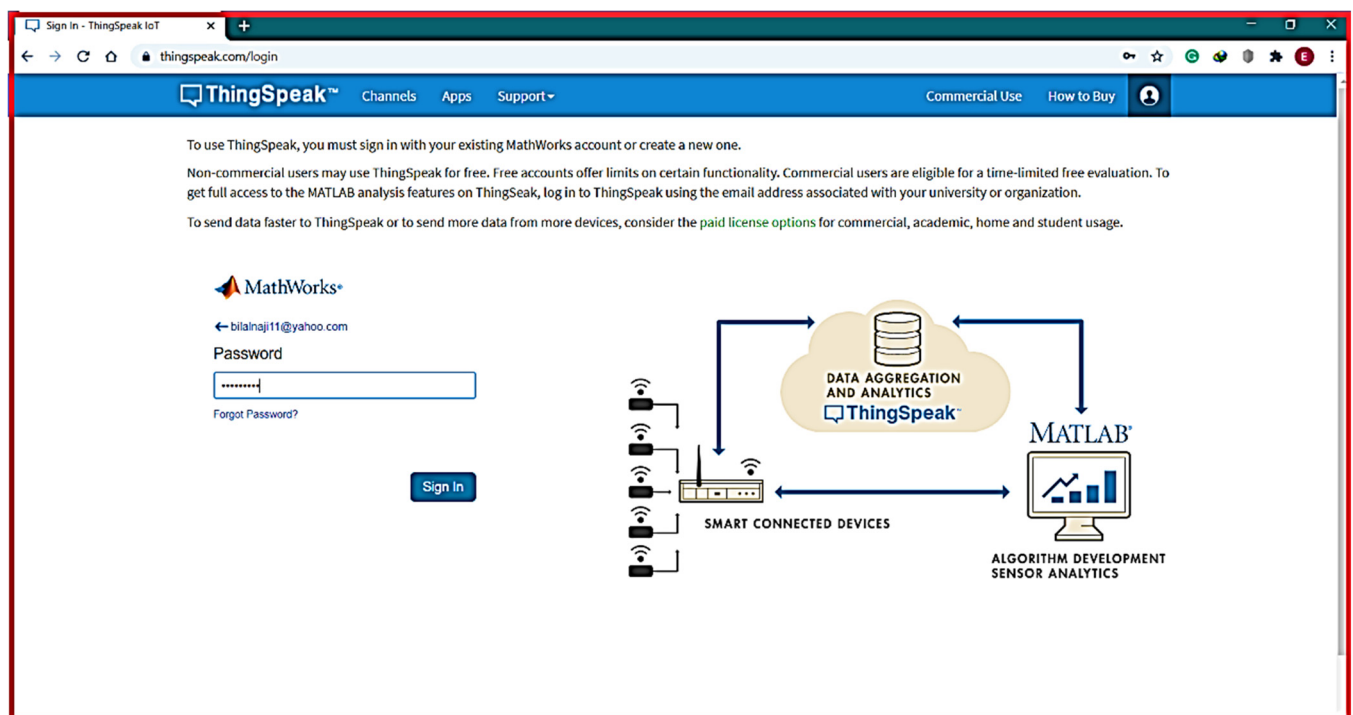 Sign In - ThingSpeak IoT
thingspeak.com/login
E
ThingSpeak™ Channels Apps Support Commercial Use How to Buy
To use ThingSpeak, you must sign in with your existing MathWorks account or create a new one.
Non-commercial users may use ThingSpeak for free. Free accounts offer limits on certain functionality. Commercial users are eligible for a time-limited free evaluation. To
get full access to the MATLAB analysis features on ThingSeak, log in to ThingSpeak using the email address associated with your university or organization.
To send data faster to ThingSpeak or to send more data from more devices, consider the paid license options for commercial, academic, home and student usage.
MathWorks®
bilalnaji11@yahoo.com
Password
•••••••••
Forgot Password?
Sign In
DATA AGGREGATION
AND ANALYTICS
ThingSpeak™
MATLAB®
SMART CONNECTED DEVICES
ALGORITHM DEVELOPMENT
SENSOR ANALYTICS